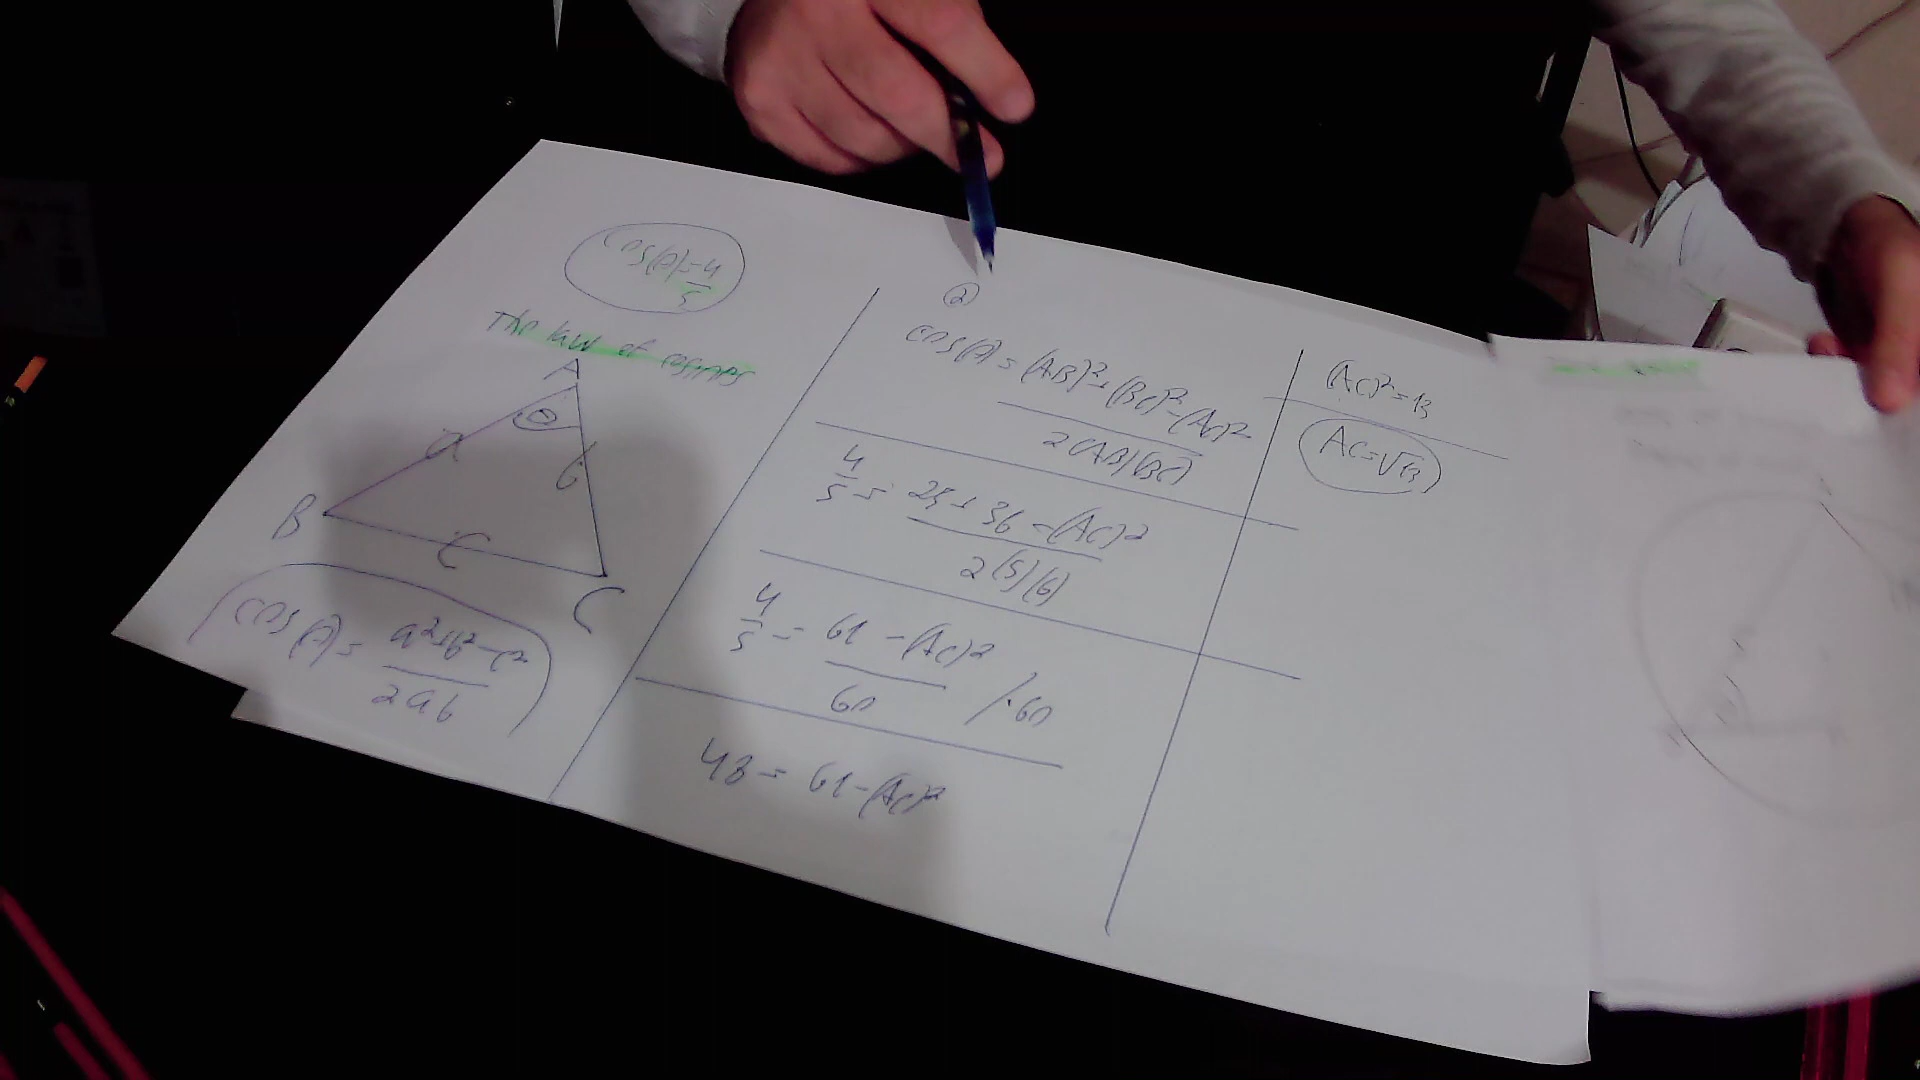 cos(A)=4/5
The law of cosines
A
a
b
B
c
C
cos(A)= a²+b²-c² / 2ab
②
cos(A)= (AB)²+(BC)²-(AC)² / 2(AB)(BC)
4/5 = 25+36-(AC)² / 2(5)(6)
4/5 = 61-(AC)² / 60 /·60
48=61-(AC)²
(AC)²=13
AC=√13